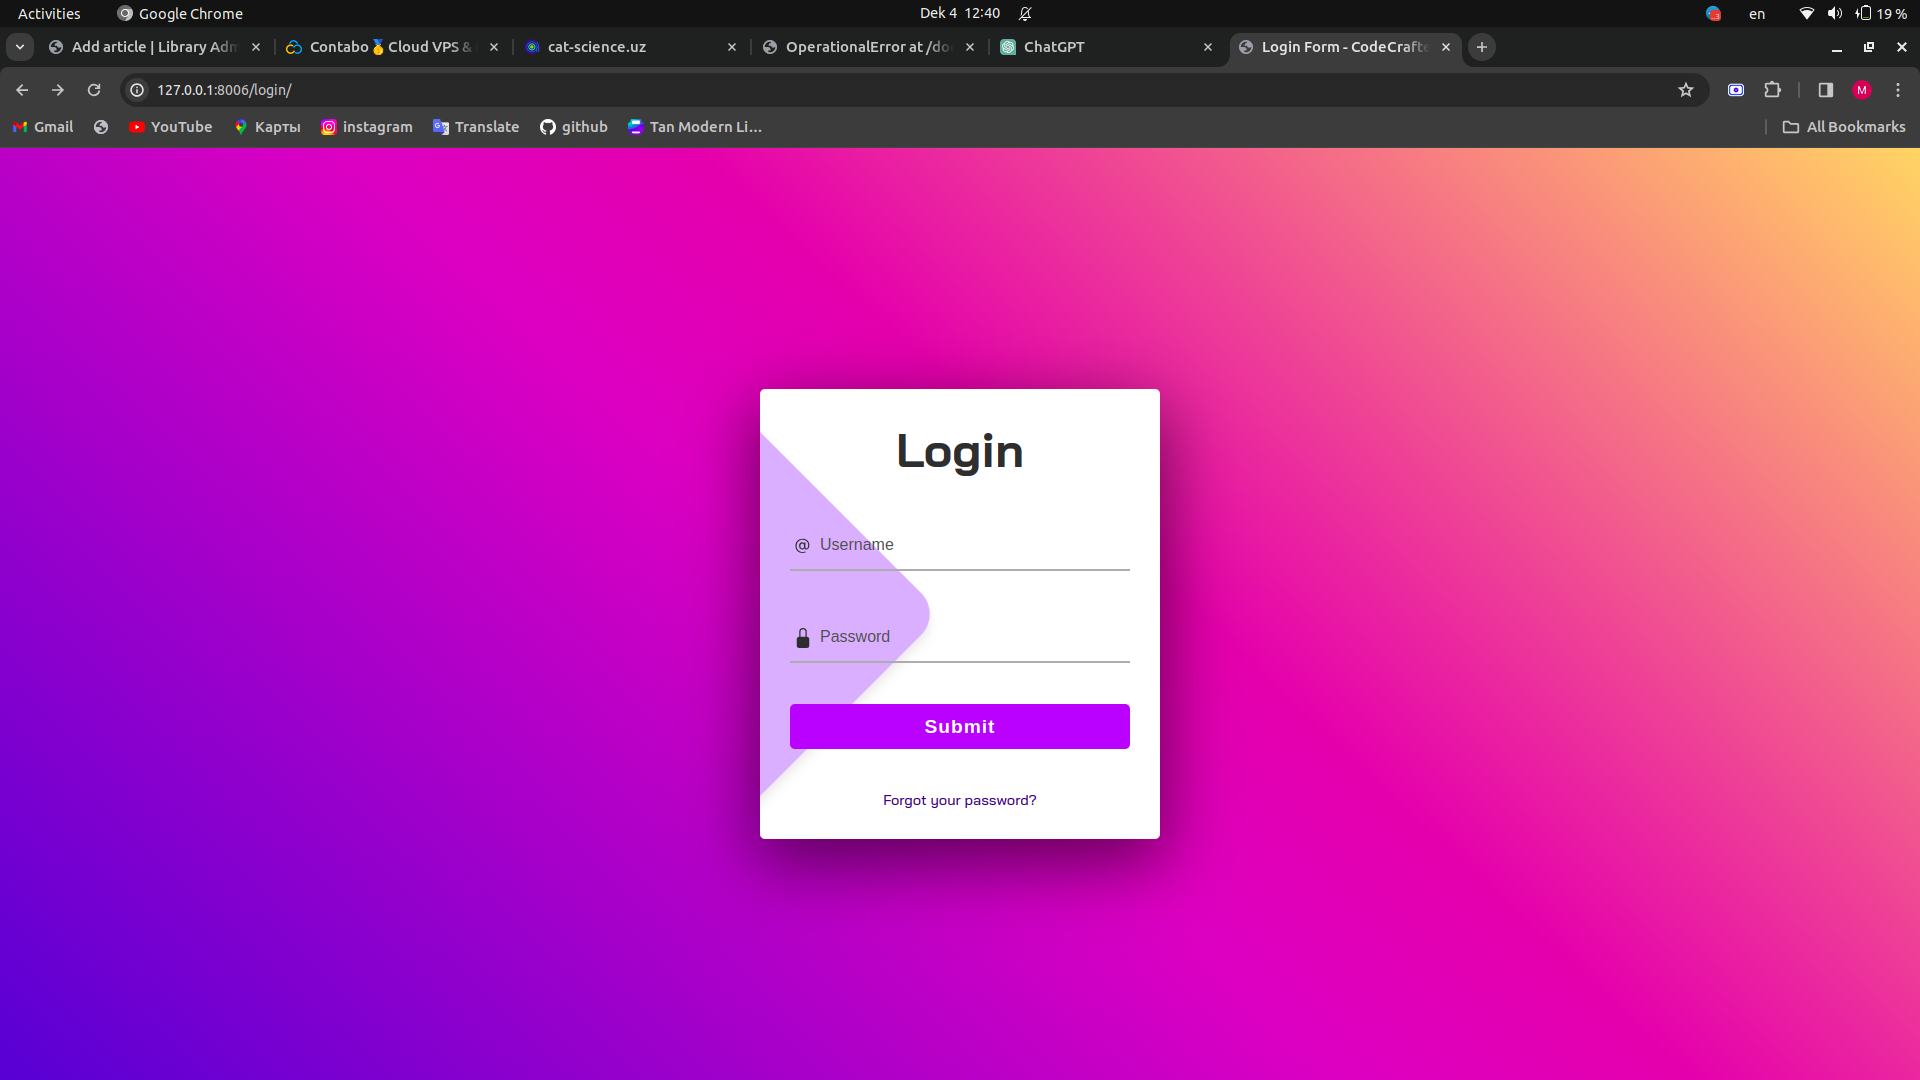 Activities Google Chrome Dek 4 12:40 en 19 %
Add article | Library Adm Contabo🥇Cloud VPS & cat-science.uz OperationalError at /do ChatGPT Login Form - CodeCrafte
127.0.0.1:8006/login/ M
Gmail YouTube Карты instagram Translate github Tan Modern Li... All Bookmarks
Login
@ Username
Password
Submit
Forgot your password?